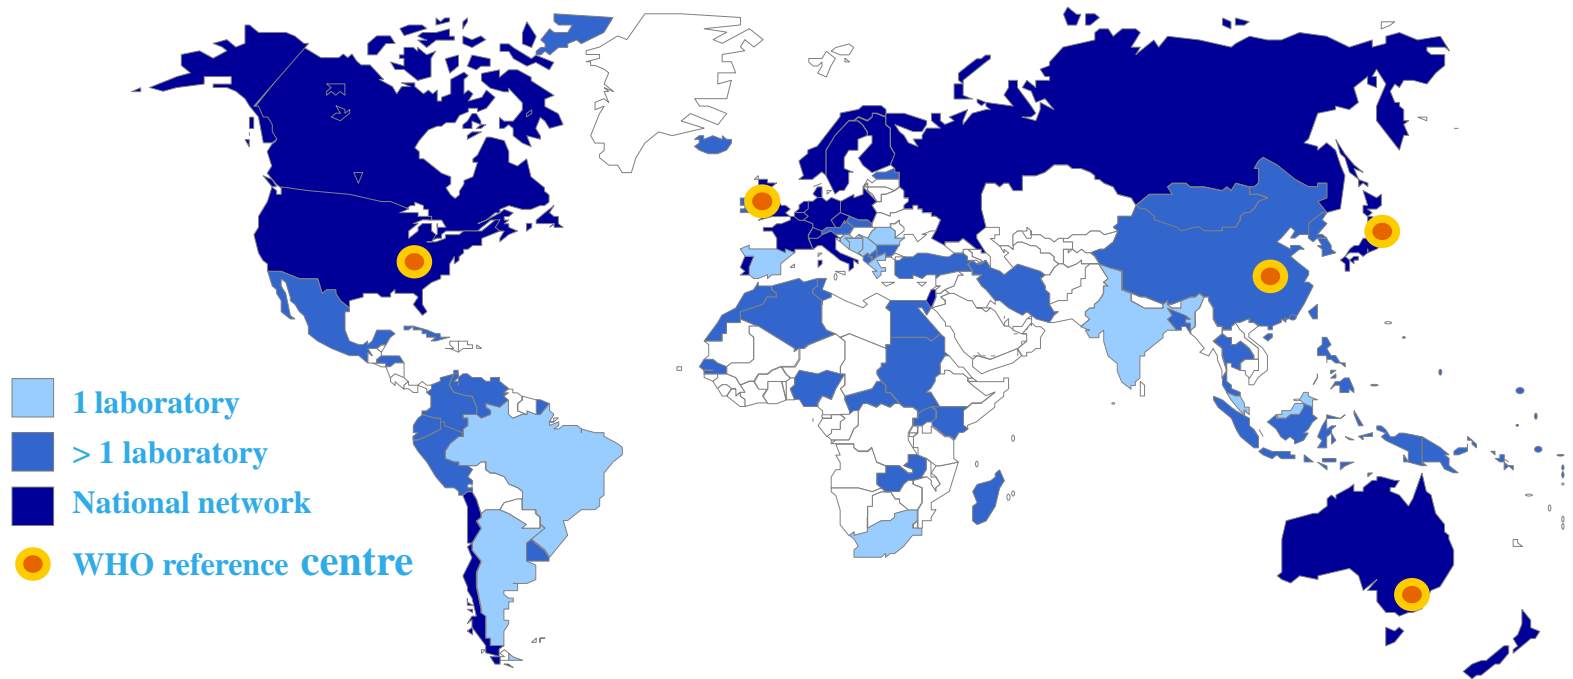 1 laboratory
> 1 laboratory
National network
WHO reference centre